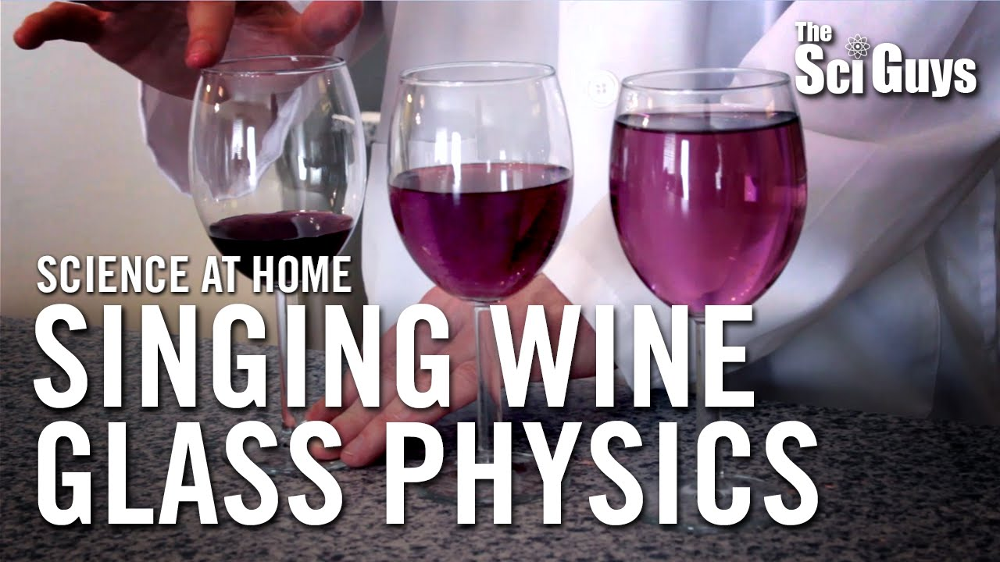 The
Sci Guys
SCIENCE AT HOME
SINGING WINE
GLASS PHYSICS